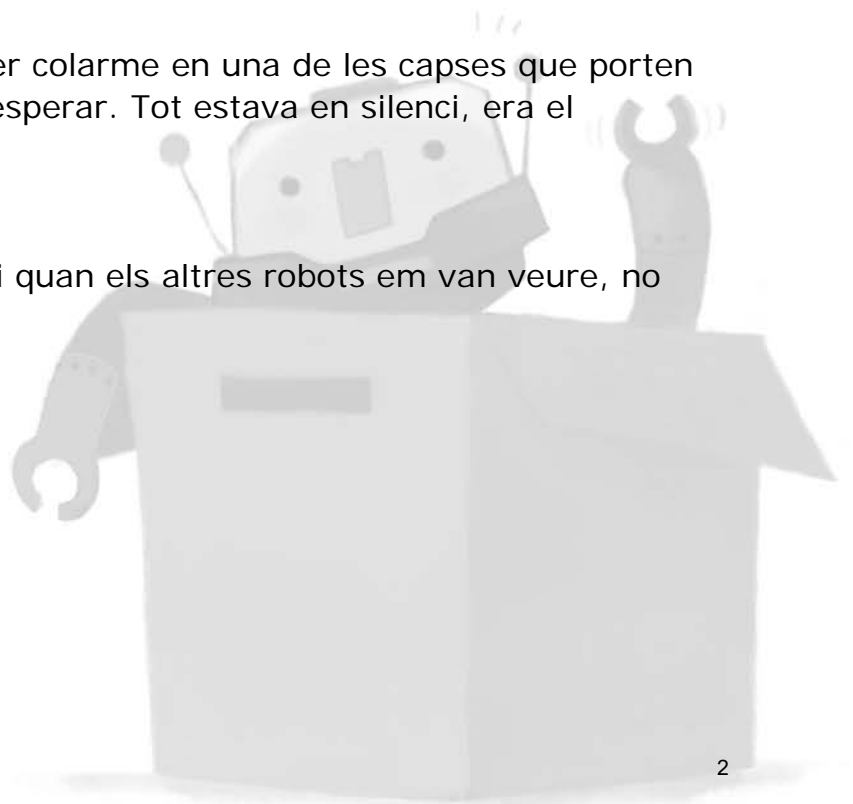 er colarme en una de les capses que porten
esperar. Tot estava en silenci, era el
i quan els altres robots em van veure, no
2